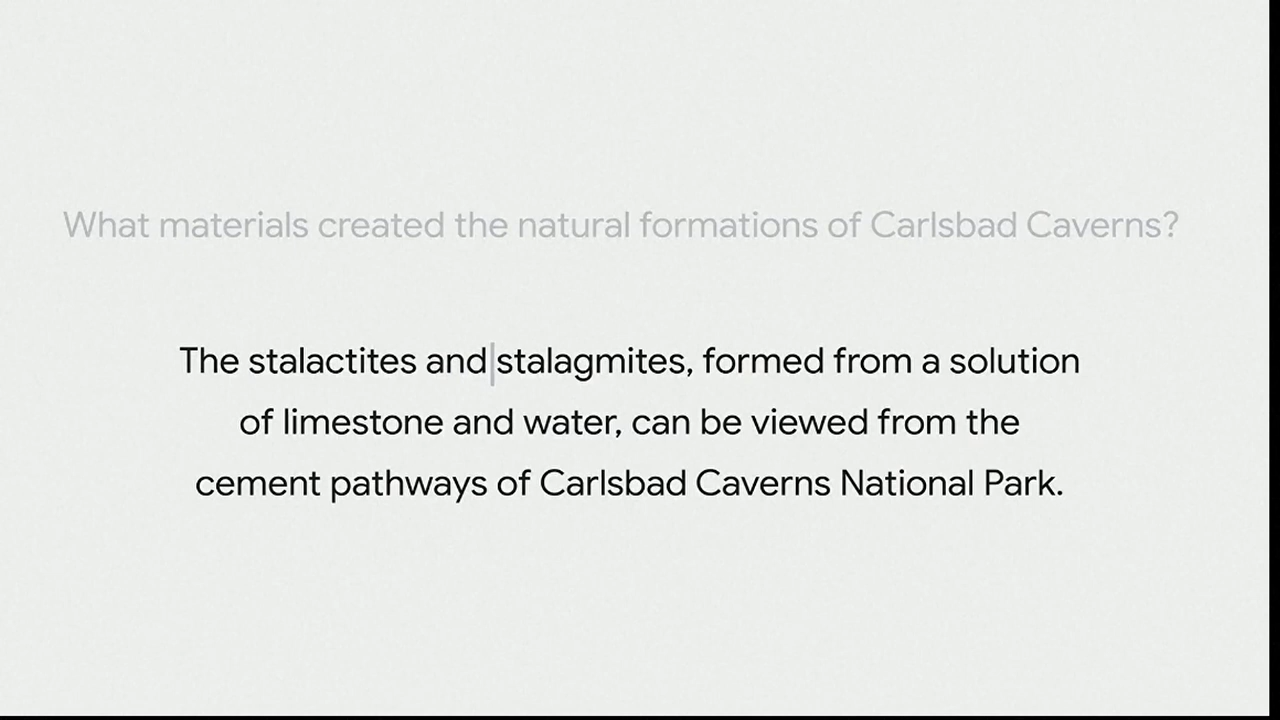 What materials created the natural formations of Carlsbad Caverns?
The stalactites and stalagmites, formed from a solution
of limestone and water, can be viewed from the
cement pathways of Carlsbad Caverns National Park.